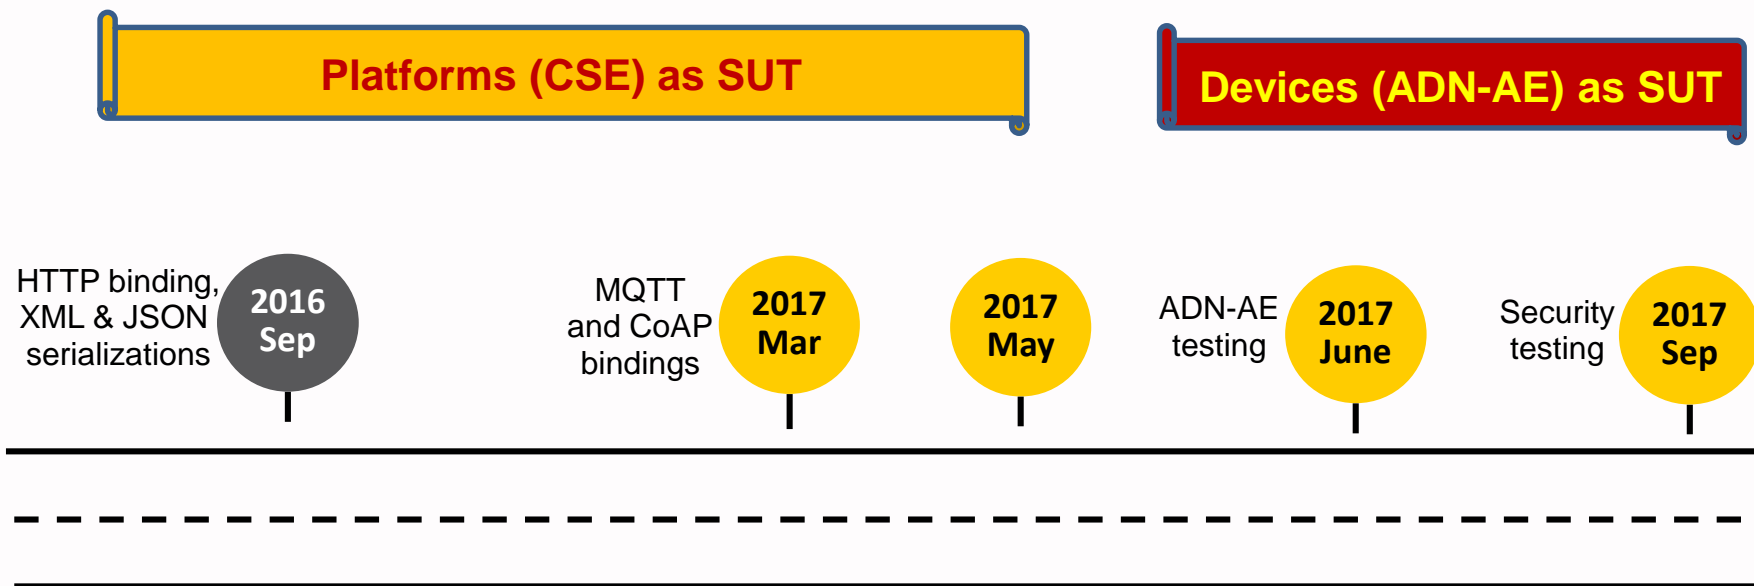 Platforms (CSE) as SUT
Devices (ADN-AE) as SUT
HTTP binding,
XML & JSON
serializations
2016
Sep
MQTT
and CoAP
bindings
2017
Mar
2017
May
ADN-AE
testing
2017
June
Security
testing
2017
Sep